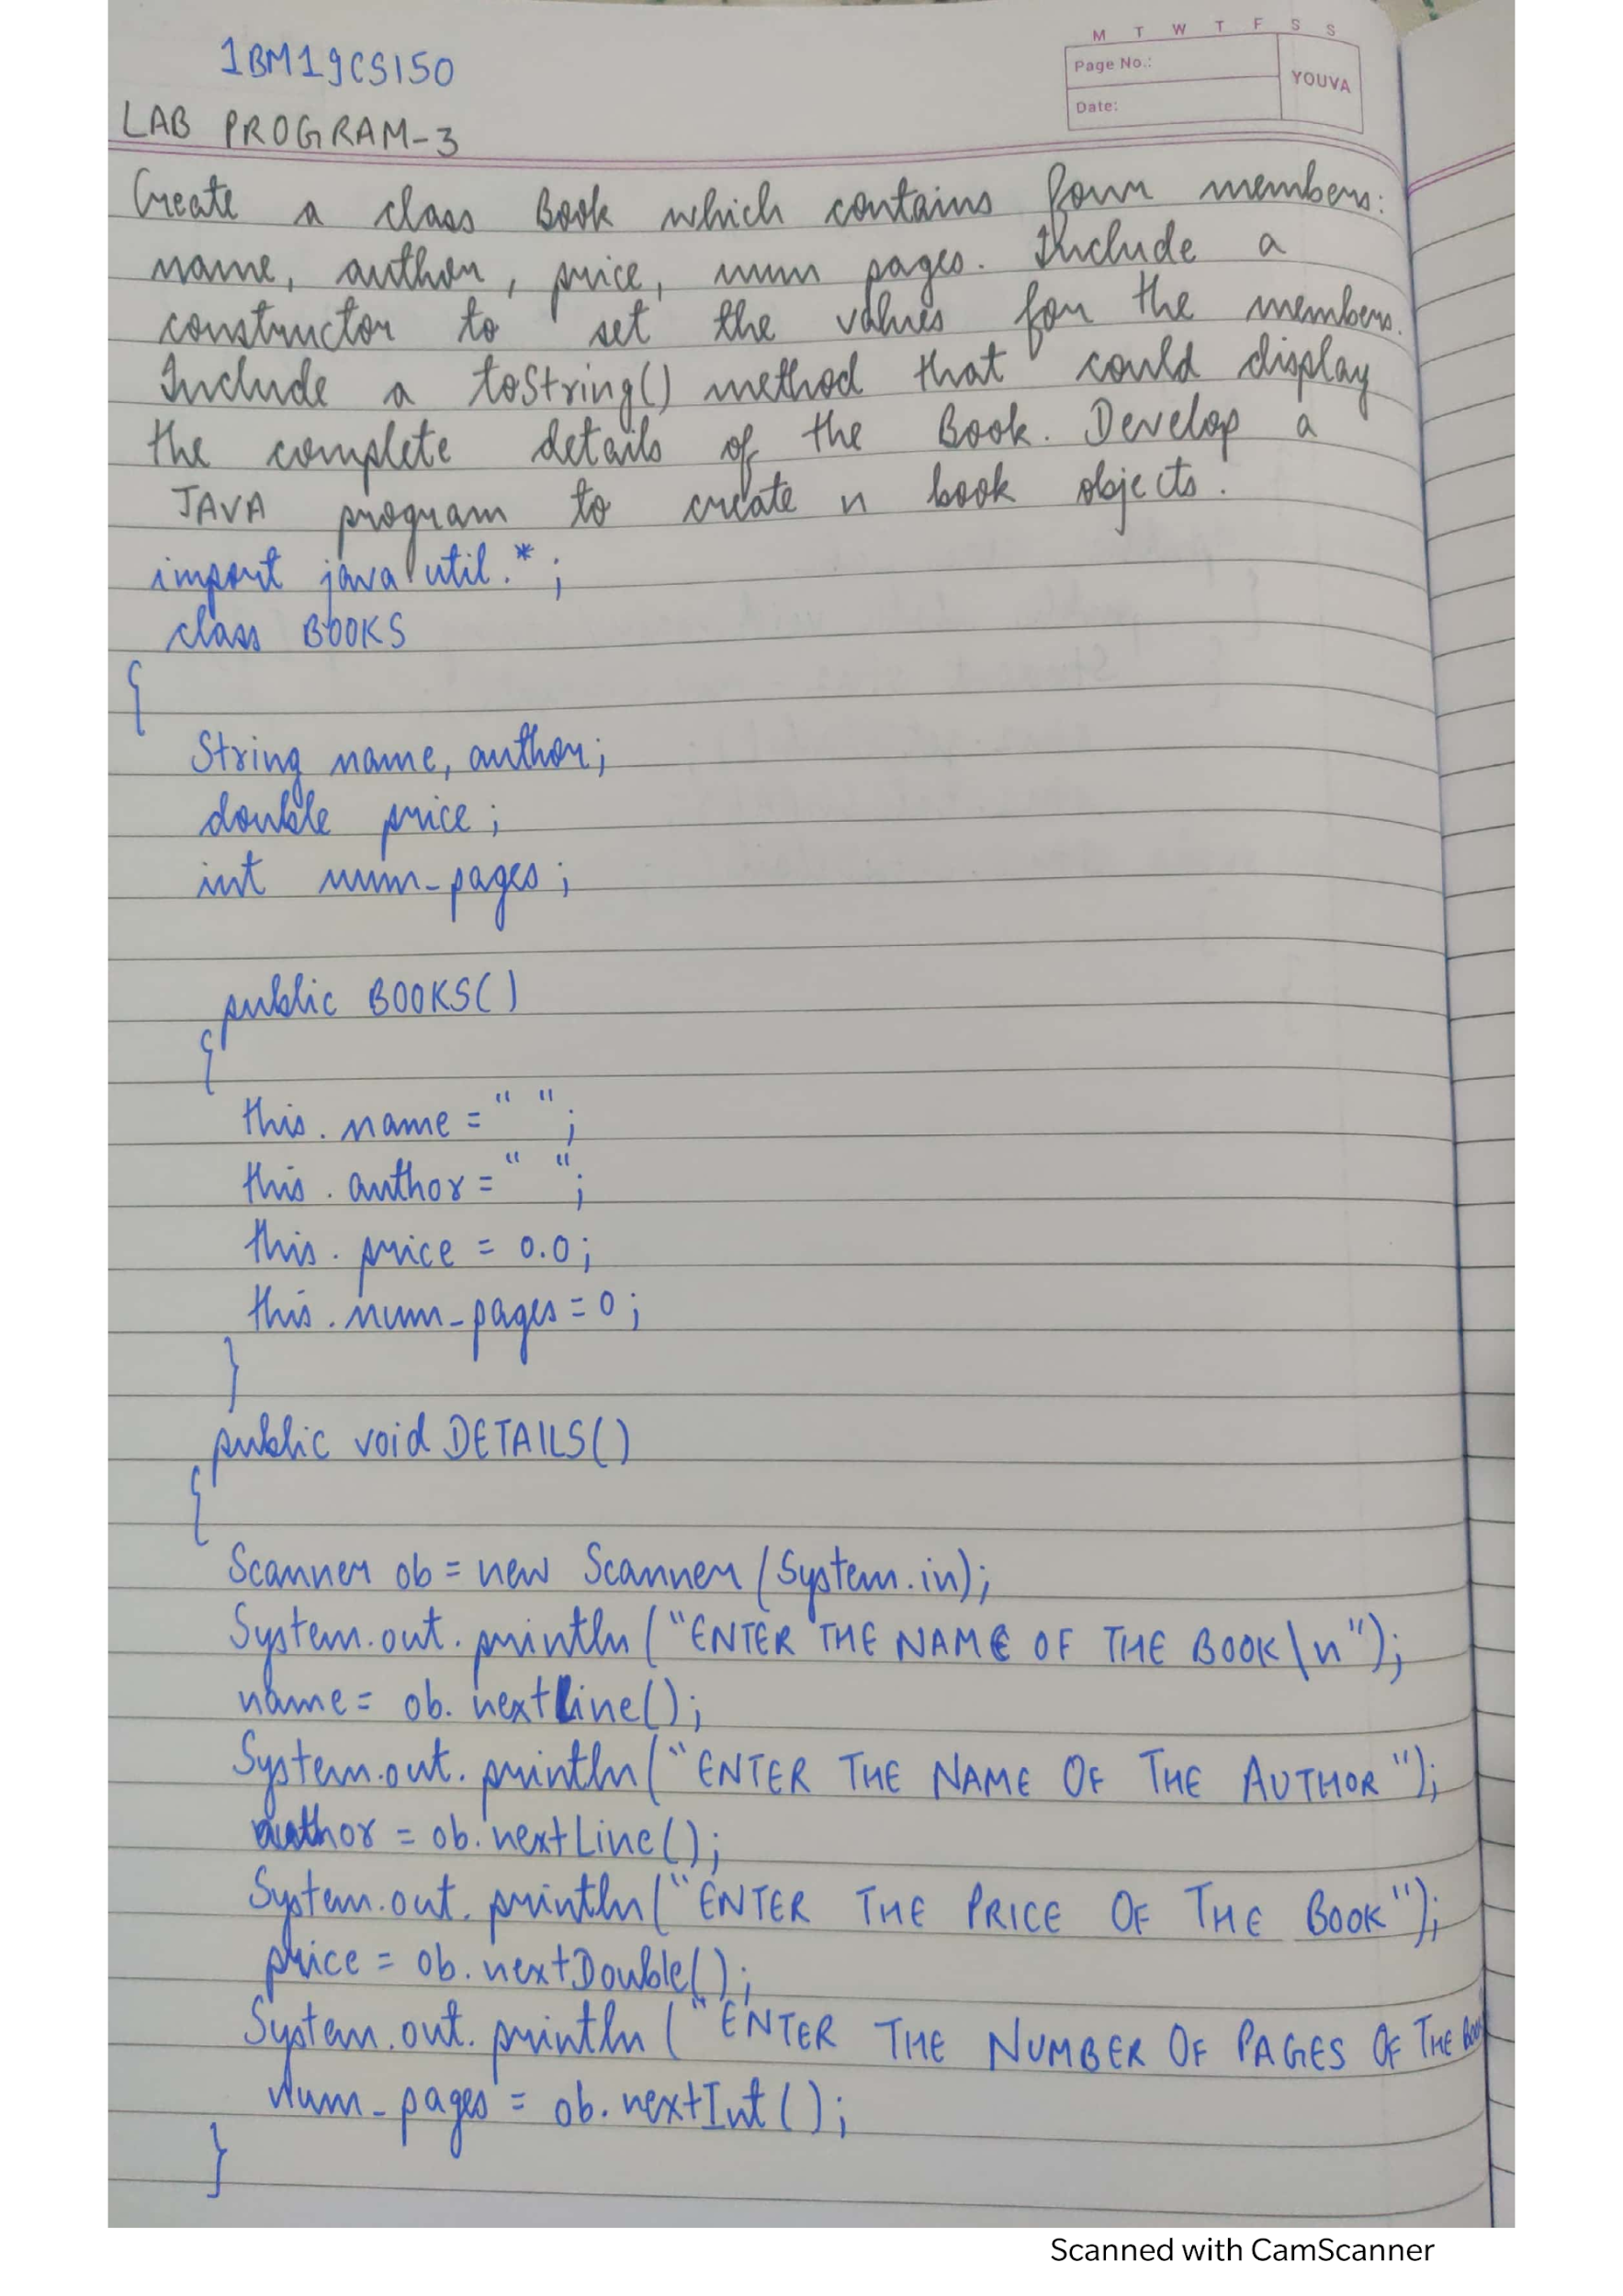 M T W T F S S
Page No.:
YOUVA
Date:
1BM19CS150
LAB PROGRAM-3
Create a class Book which contains four members:
name, author, price, num pages. Include a
constructor to set the values for the members.
Include a toString() method that could display
the complete details of the Book. Develop a
JAVA program to create n book objects.
import java util.*;
class BOOKS
{
String name, author;
double price;
int num_pages;
public BOOKS()
{
this.name = " ";
this.author = " ";
this.price = 0.0;
this.num_pages = 0;
}
public void DETAILS()
{
Scanner ob = new Scanner (System.in);
System.out.println ("ENTER THE NAME OF THE BOOK\n");
name = ob.nextLine();
System.out.println ("ENTER THE NAME OF THE AUTHOR");
author = ob.nextLine();
System.out.println ("ENTER THE PRICE OF THE BOOK");
price = ob.nextDouble();
System.out.println ("ENTER THE NUMBER OF PAGES OF THE
num_pages = ob.nextInt();
}
Scanned with CamScanner